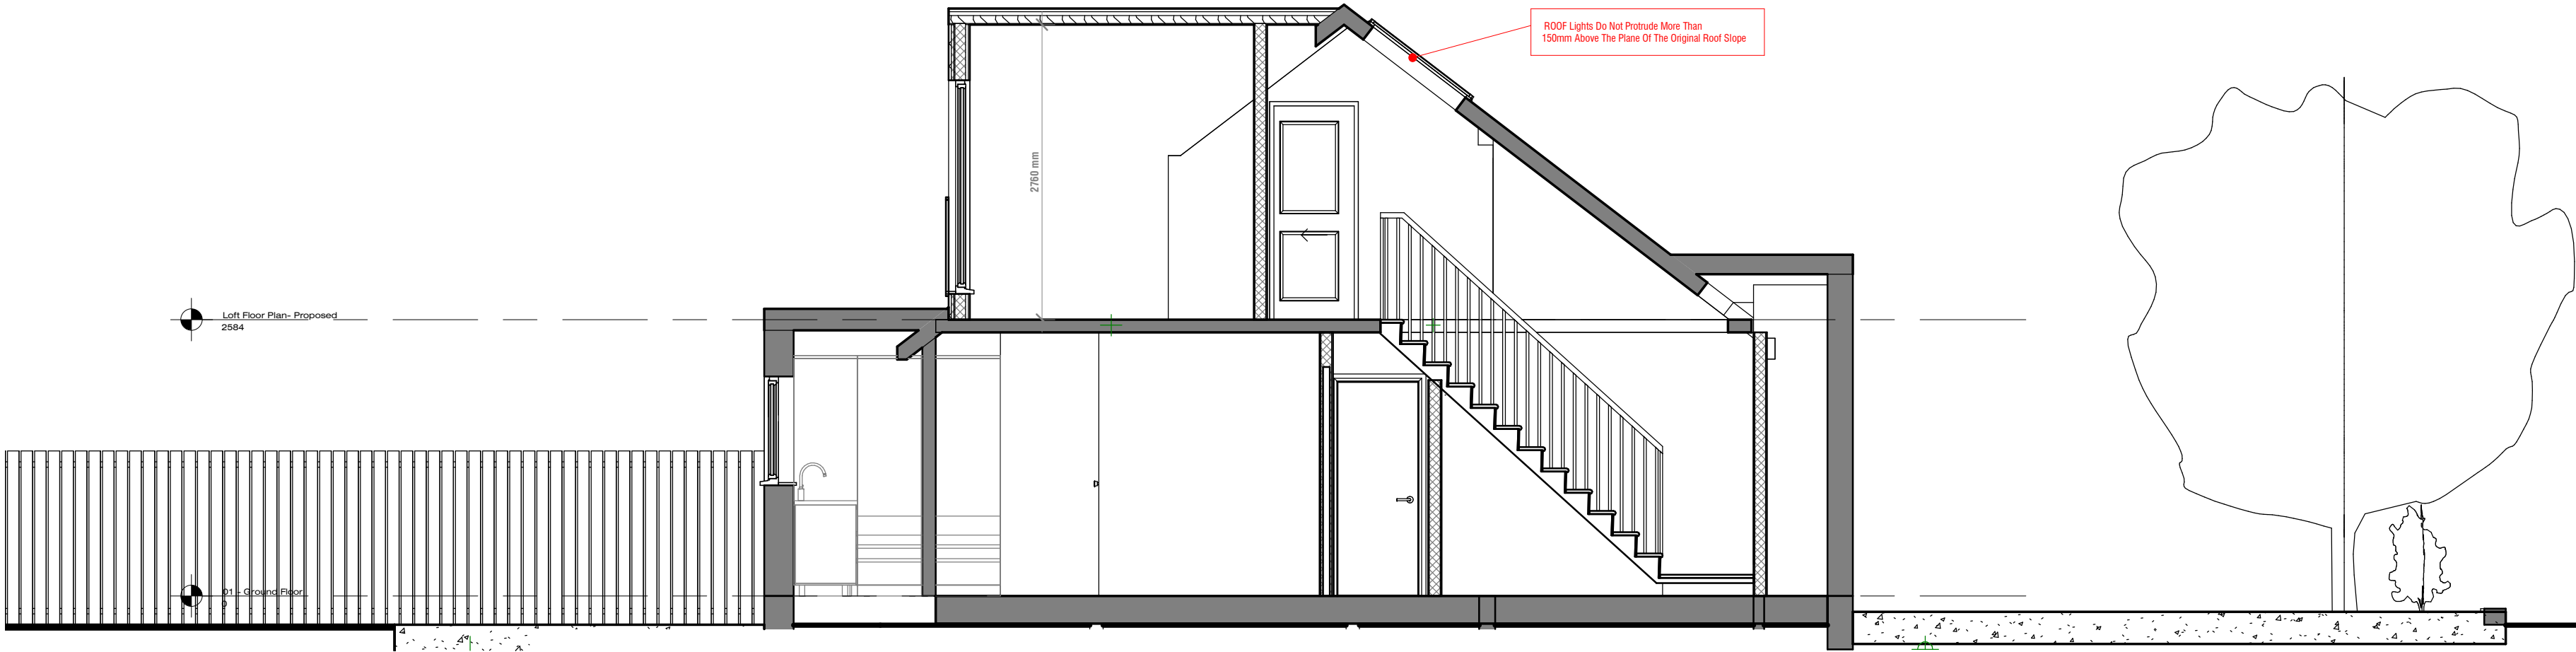 ROOF Lights Do Not Protrude More Than
150mm Above The Plane Of The Original Roof Slope
2760 mm
Loft Floor Plan- Proposed
2584
01 - Ground Floor
0